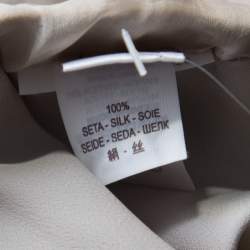 100%
SETA - SILK - SOIE
SEIDE - SEDA - ШЕЛК
絹 - 丝